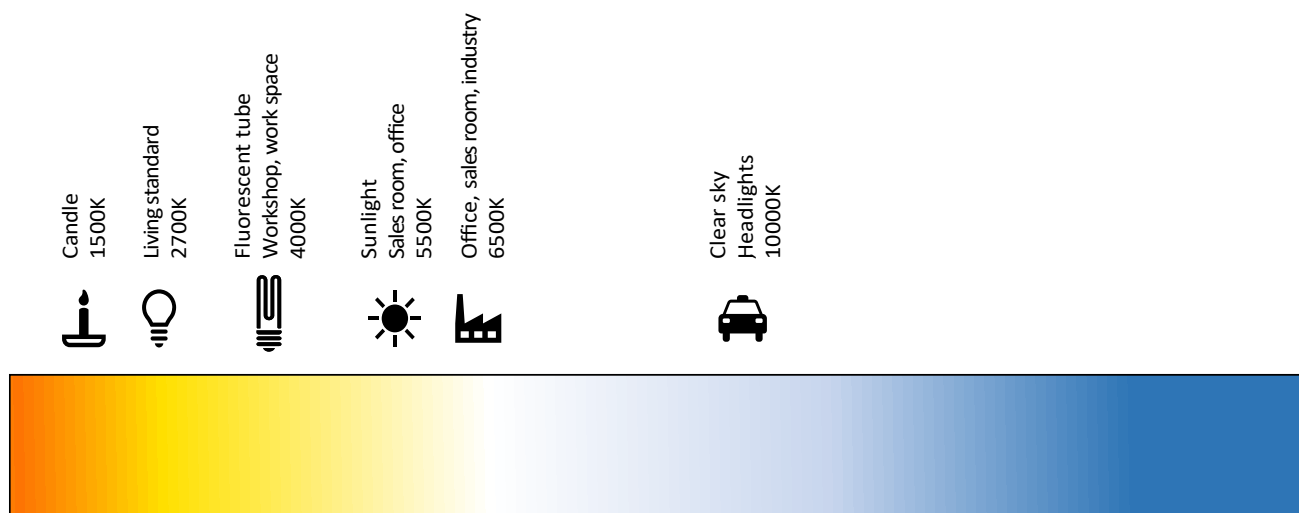 Candle
1500K
Living standard
2700K
Fluorescent tube
Workshop, work space
4000K
Sunlight
Sales room, office
5500K
Office, sales room, industry
6500K
Clear sky
Headlights
10000K